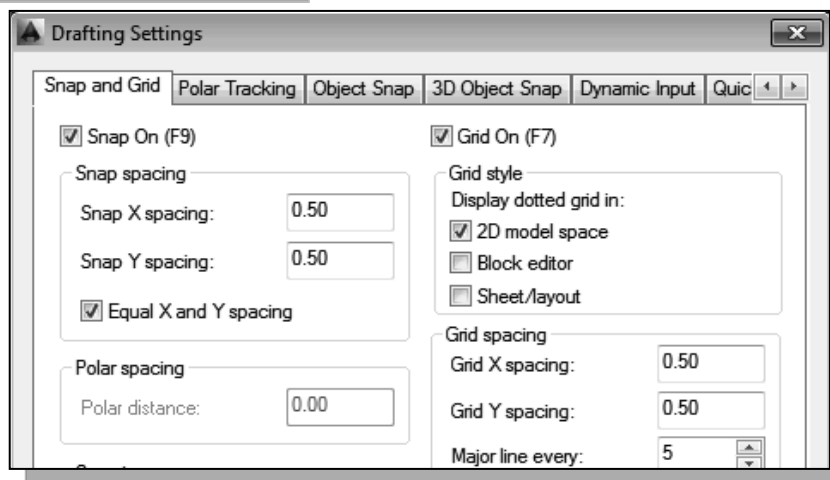 Drafting Settings
Snap and Grid Polar Tracking Object Snap 3D Object Snap Dynamic Input Quic
Snap On (F9)
Snap spacing
Snap X spacing: 0.50
Snap Y spacing: 0.50
Equal X and Y spacing
Polar spacing
Polar distance: 0.00
Grid On (F7)
Grid style
Display dotted grid in:
2D model space
Block editor
Sheet/layout
Grid spacing
Grid X spacing: 0.50
Grid Y spacing: 0.50
Major line every: 5